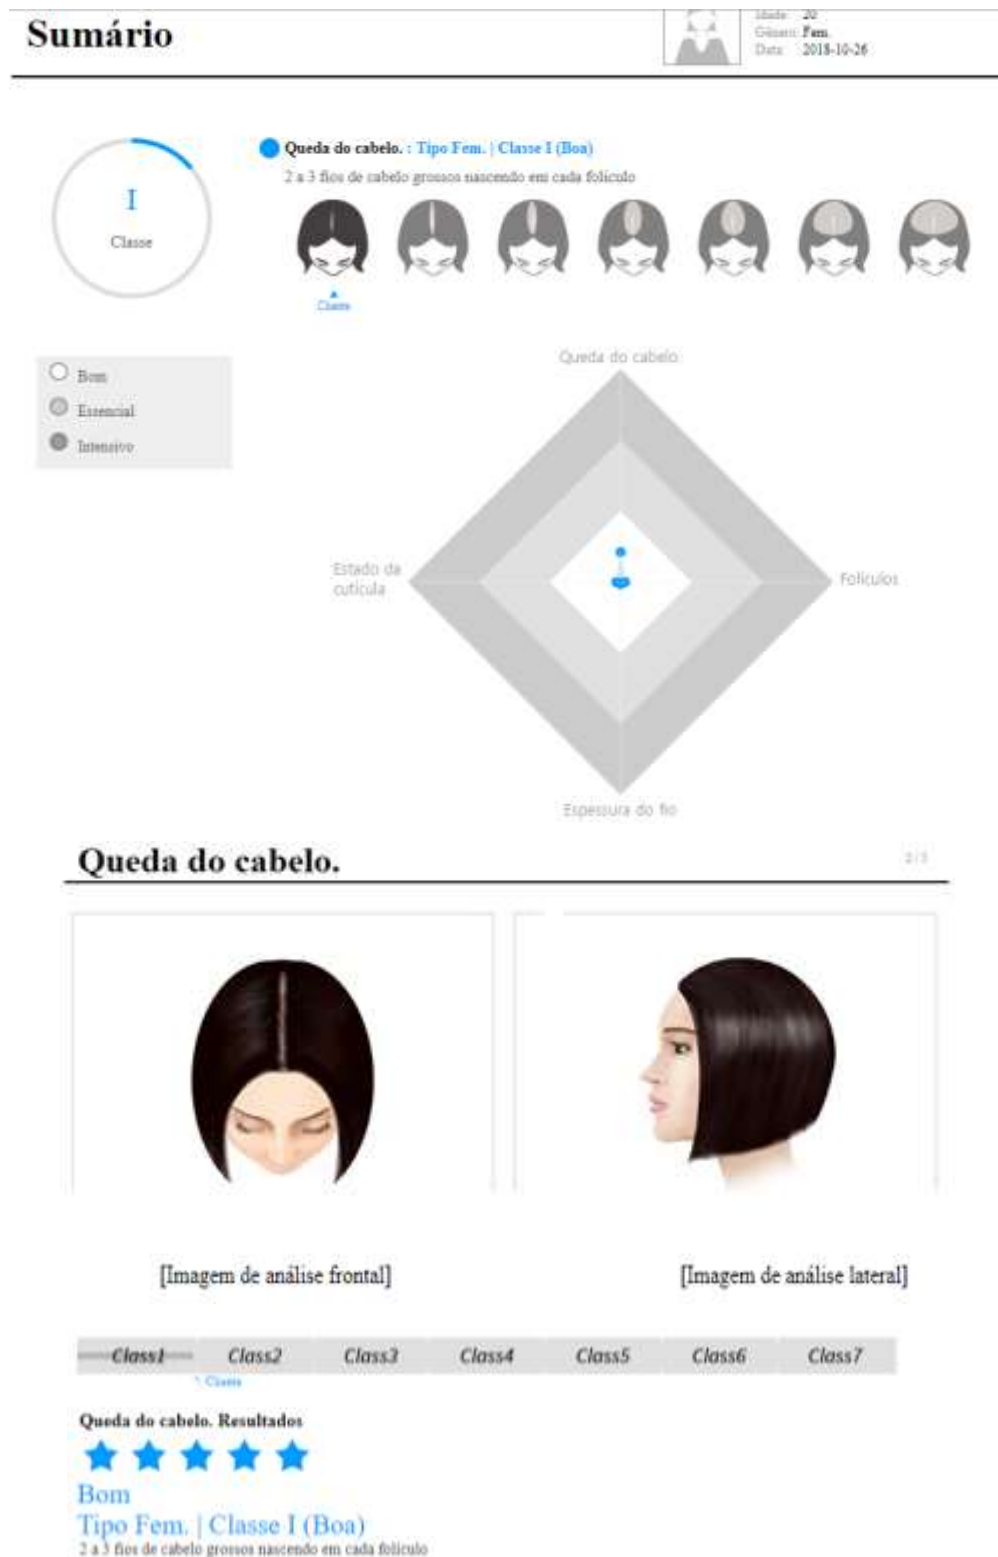 Sumário
Idade: 20
Gênero: Fem.
Data: 2018-10-26
Queda do cabelo. : Tipo Fem. | Classe I (Boa)
2 a 3 fios de cabelo grossos nascendo em cada folículo
I
Classe
Cliente
Bom
Essencial
Intensivo
Queda do cabelo
Estado da
cutícula
Folículos
Espessura do fio
Queda do cabelo.
[Imagem de análise frontal]
[Imagem de análise lateral]
Class1 Class2 Class3 Class4 Class5 Class6 Class7
Cliente
Queda do cabelo. Resultados
Bom
Tipo Fem. | Classe I (Boa)
2 a 3 fios de cabelo grossos nascendo em cada folículo